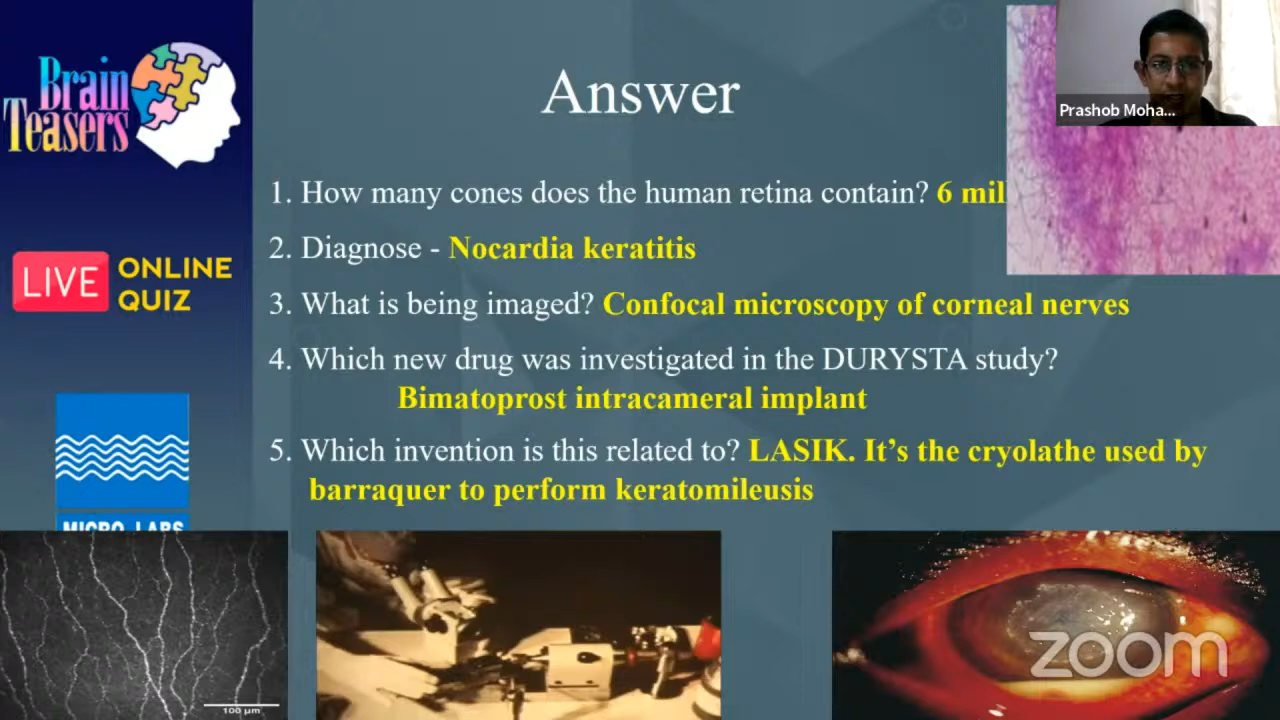 Brain
Teasers
LIVE ONLINE
QUIZ
MICRO LABS
Answer
Prashob Moha...
1. How many cones does the human retina contain? 6 mil
2. Diagnose - Nocardia keratitis
3. What is being imaged? Confocal microscopy of corneal nerves
4. Which new drug was investigated in the DURYSTA study?
Bimatoprost intracameral implant
5. Which invention is this related to? LASIK. It's the cryolathe used by
barraquer to perform keratomileusis
100 µm
zoom